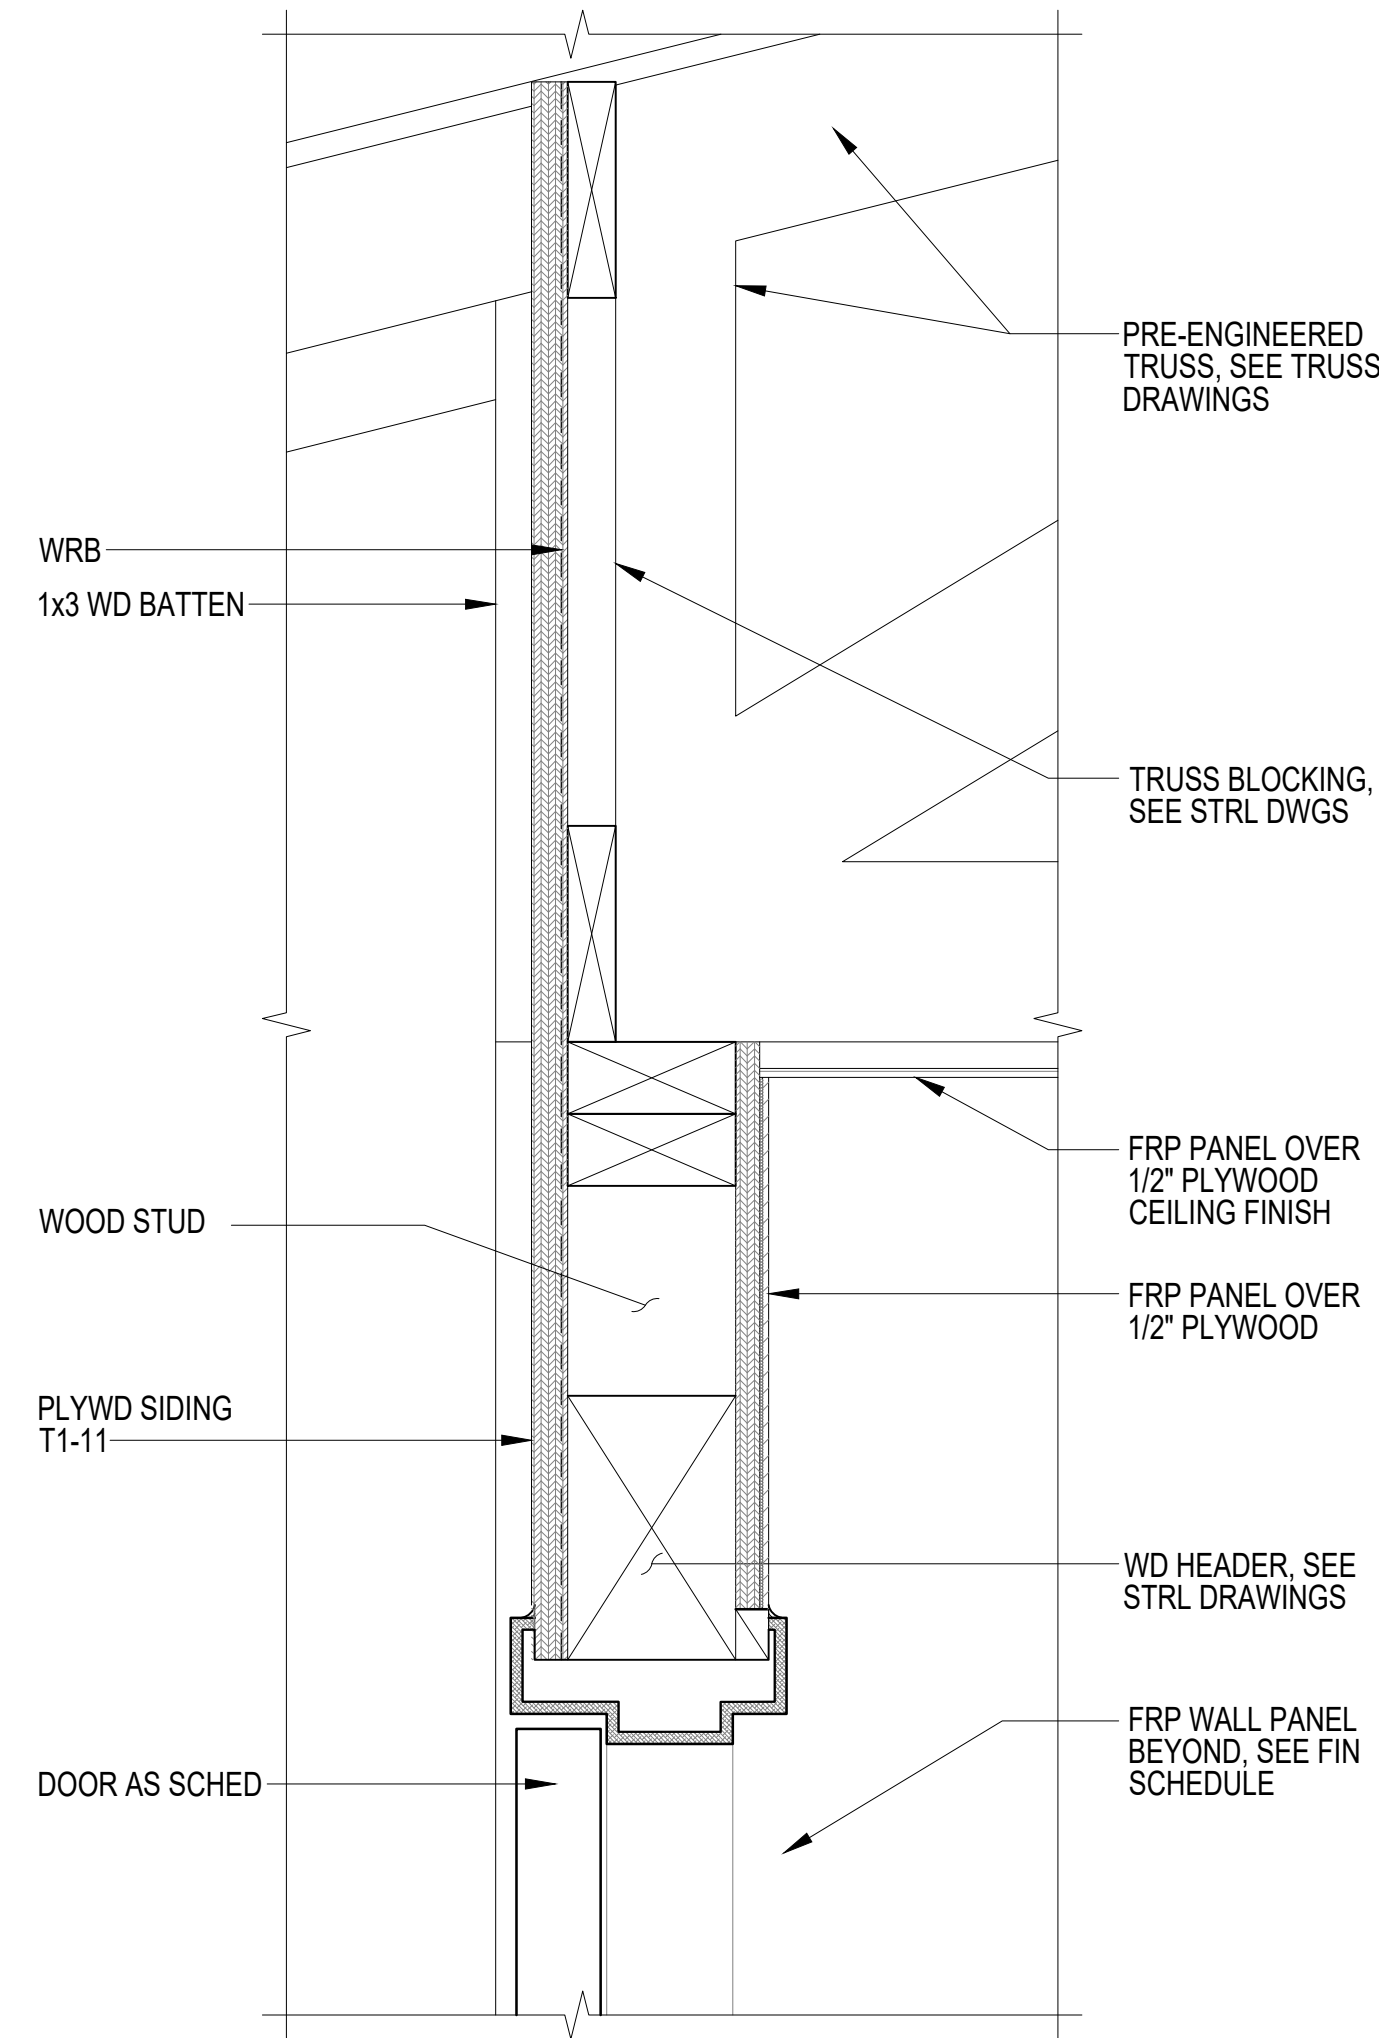 PRE-ENGINEERED
TRUSS, SEE TRUSS
DRAWINGS
WRB
1x3 WD BATTEN
TRUSS BLOCKING,
SEE STRL DWGS
FRP PANEL OVER
1/2" PLYWOOD
CEILING FINISH
WOOD STUD
FRP PANEL OVER
1/2" PLYWOOD
PLYWD SIDING
T1-11
WD HEADER, SEE
STRL DRAWINGS
FRP WALL PANEL
BEYOND, SEE FIN
SCHEDULE
DOOR AS SCHED